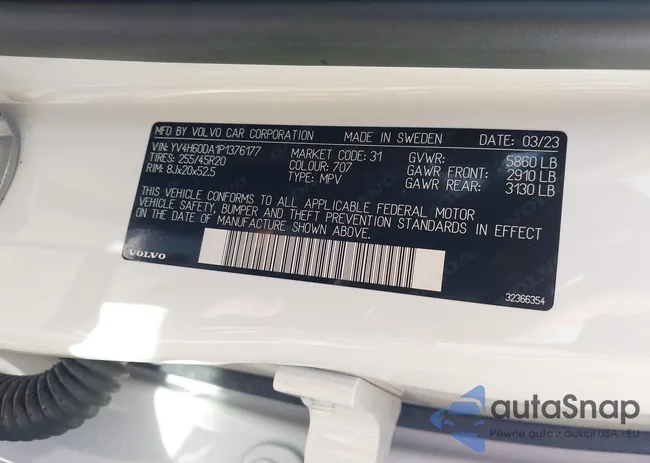 MFD BY VOLVO CAR CORPORATION MADE IN SWEDEN DATE: 03/23
VIN: YV4H60DA1P1376177 MARKET CODE: 31 GVWR: 5860 LB
TIRES: 255/45R20 COLOUR: 707 GAWR FRONT: 2910 LB
RIM: 8Jx20x52.5 TYPE: MPV GAWR REAR: 3130 LB
THIS VEHICLE CONFORMS TO ALL APPLICABLE FEDERAL MOTOR
VEHICLE SAFETY, BUMPER AND THEFT PREVENTION STANDARDS IN EFFECT
ON THE DATE OF MANUFACTURE SHOWN ABOVE.
VOLVO
32366354
autaSnap
Pewne auta z aukcji USA i EU